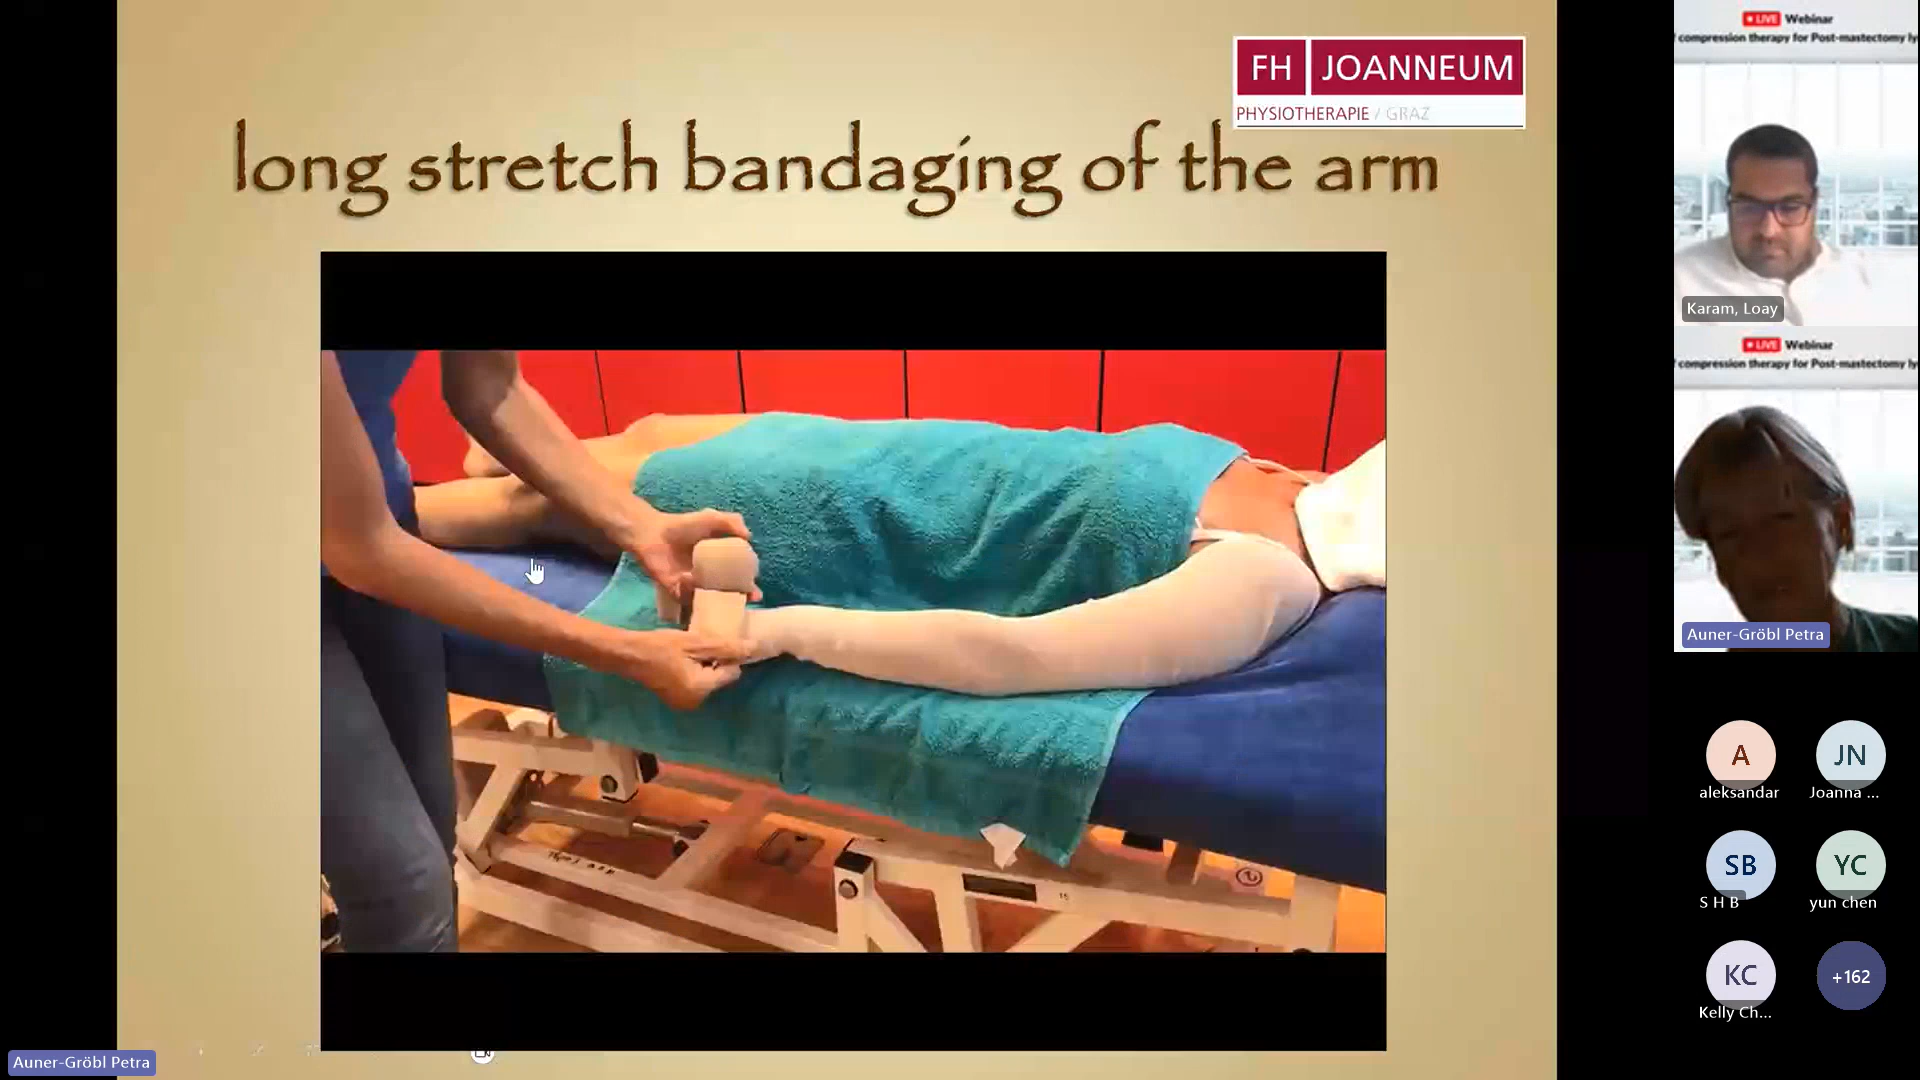 FH JOANNEUM
PHYSIOTHERAPIE / GRAZ
long stretch bandaging of the arm
LIVE Webinar
compression therapy for Post-mastectomy ly
Karam, Loay
LIVE Webinar
compression therapy for Post-mastectomy ly
Auner-Gröbl Petra
A
aleksandar
JN
Joanna ...
SB
S H B
YC
yun chen
KC
Kelly Ch...
+162
Auner-Gröbl Petra